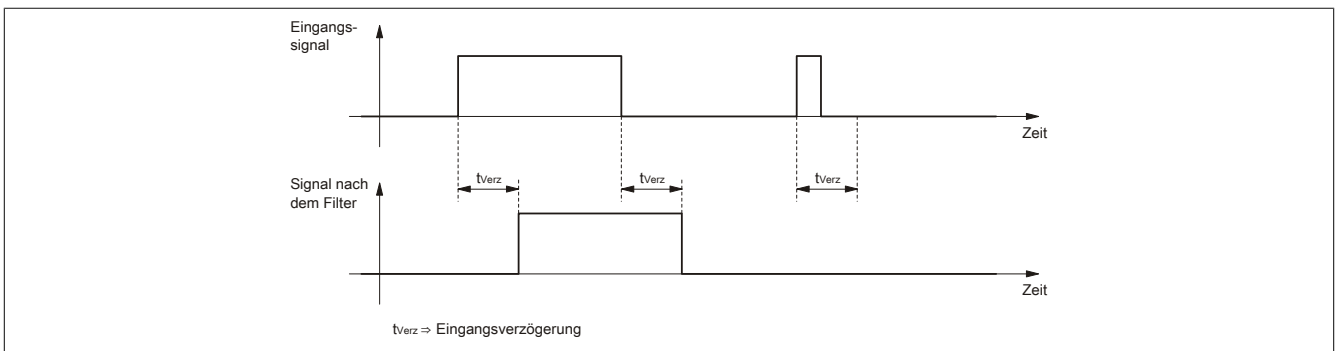 Eingangs-
signal
Zeit
tVerz
tVerz
tVerz
Signal nach
dem Filter
Zeit
tVerz ⇒ Eingangsverzögerung